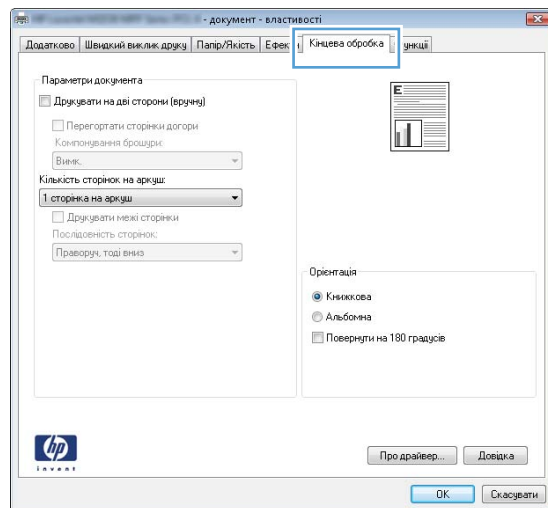 - документ - властивості
Додатково Швидкий виклик друку Папір/Якість Кінцева обробка
Параметри документа
Друкувати на дві сторони (вручну)
Перегортати сторінки догори
Компонування брошури:
Вимк.
Кількість сторінок на аркуш:
1 сторінка на аркуш
Друкувати межі сторінки
Послідовність сторінок:
Праворуч, тоді вниз
E
Орієнтація
Книжкова
Альбомна
Повернути на 180 градусів
hp
invent
Про драйвер... Довідка
OK Скасувати